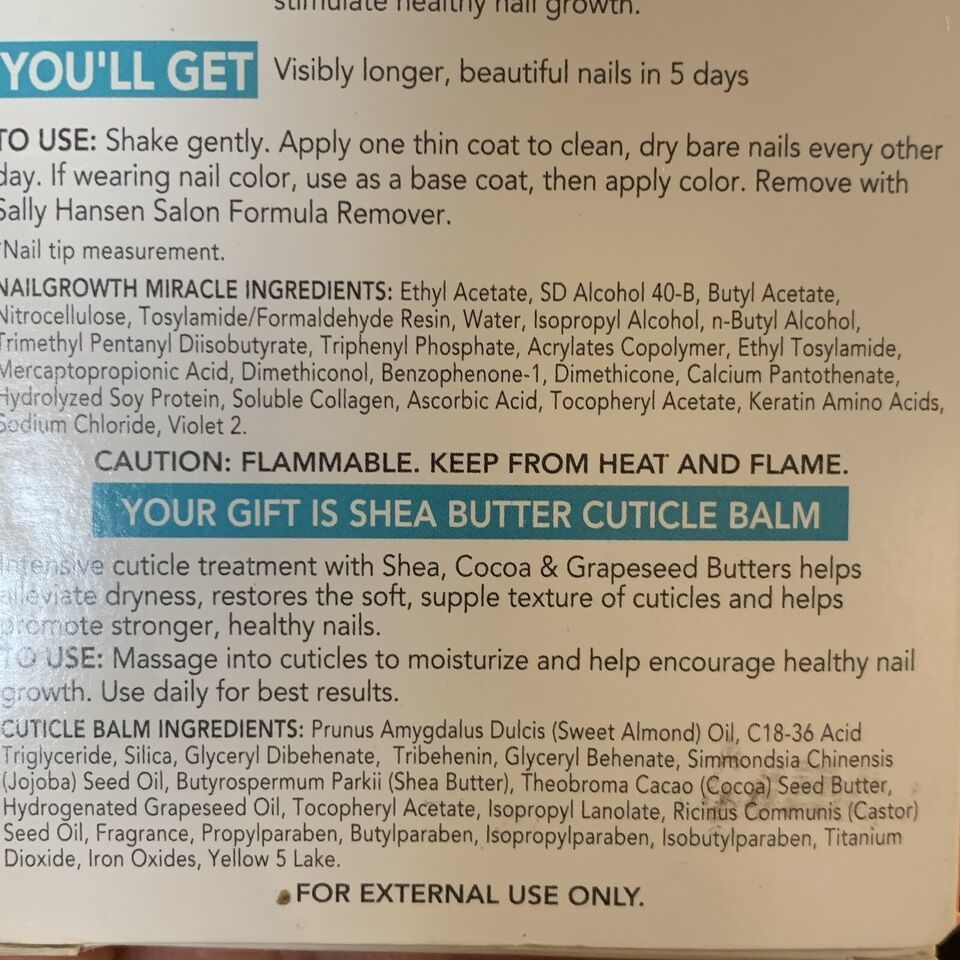 stimulate healthy nail growth.
YOU'LL GET Visibly longer, beautiful nails in 5 days
TO USE: Shake gently. Apply one thin coat to clean, dry bare nails every other
day. If wearing nail color, use as a base coat, then apply color. Remove with
Sally Hansen Salon Formula Remover.
*Nail tip measurement.
NAILGROWTH MIRACLE INGREDIENTS: Ethyl Acetate, SD Alcohol 40-B, Butyl Acetate,
Nitrocellulose, Tosylamide/Formaldehyde Resin, Water, Isopropyl Alcohol, n-Butyl Alcohol,
Trimethyl Pentanyl Diisobutyrate, Triphenyl Phosphate, Acrylates Copolymer, Ethyl Tosylamide,
Mercaptopropionic Acid, Dimethiconol, Benzophenone-1, Dimethicone, Calcium Pantothenate,
Hydrolyzed Soy Protein, Soluble Collagen, Ascorbic Acid, Tocopheryl Acetate, Keratin Amino Acids,
Sodium Chloride, Violet 2.
CAUTION: FLAMMABLE. KEEP FROM HEAT AND FLAME.
YOUR GIFT IS SHEA BUTTER CUTICLE BALM
Intensive cuticle treatment with Shea, Cocoa & Grapeseed Butters helps
alleviate dryness, restores the soft, supple texture of cuticles and helps
promote stronger, healthy nails.
TO USE: Massage into cuticles to moisturize and help encourage healthy nail
growth. Use daily for best results.
CUTICLE BALM INGREDIENTS: Prunus Amygdalus Dulcis (Sweet Almond) Oil, C18-36 Acid
Triglyceride, Silica, Glyceryl Dibehenate, Tribehenin, Glyceryl Behenate, Simmondsia Chinensis
(Jojoba) Seed Oil, Butyrospermum Parkii (Shea Butter), Theobroma Cacao (Cocoa) Seed Butter,
Hydrogenated Grapeseed Oil, Tocopheryl Acetate, Isopropyl Lanolate, Ricinus Communis (Castor)
Seed Oil, Fragrance, Propylparaben, Butylparaben, Isopropylparaben, Isobutylparaben, Titanium
Dioxide, Iron Oxides, Yellow 5 Lake.
FOR EXTERNAL USE ONLY.